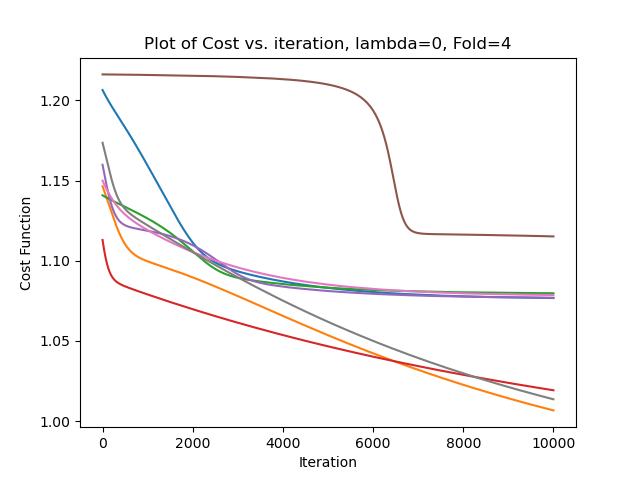 Plot of Cost vs. iteration, lambda=0, Fold=4
Cost Function
1.20
1.15
1.10
1.05
1.00
0 2000 4000 6000 8000 10000
Iteration